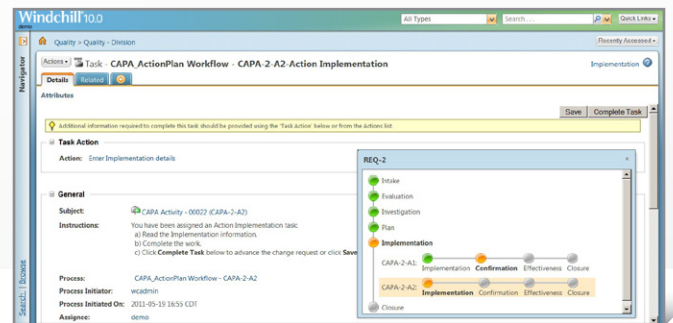 Windchill 10.0
demo
All Types
Search . . .
Quick Links
Quality > Quality - Division
Recently Accessed
Navigator
Actions
Task - CAPA_ActionPlan Workflow - CAPA-2-A2-Action Implementation
Implementation
Details
Related
Attributes
Save
Complete Task
Additional information required to complete this task should be provided using the 'Task Action' below or from the Actions list.
Task Action
Action: Enter Implementation details
General
Subject: CAPA Activity - 00022 (CAPA-2-A2)
Instructions: You have been assigned an Action Implementation task:
a) Read the Implementation information.
b) Complete the work.
c) Click Complete Task below to advance the change request or click Save
Process: CAPA_ActionPlan Workflow - CAPA-2-A2
Process Initiator: wcadmin
Process Initiated On: 2011-05-19 16:55 CDT
Assignee: demo
Search | Browse
REQ-2
Intake
Evaluation
Investigation
Plan
Implementation
CAPA-2-A1:
Implementation Confirmation Effectiveness Closure
CAPA-2-A2:
Implementation Confirmation Effectiveness Closure
Closure